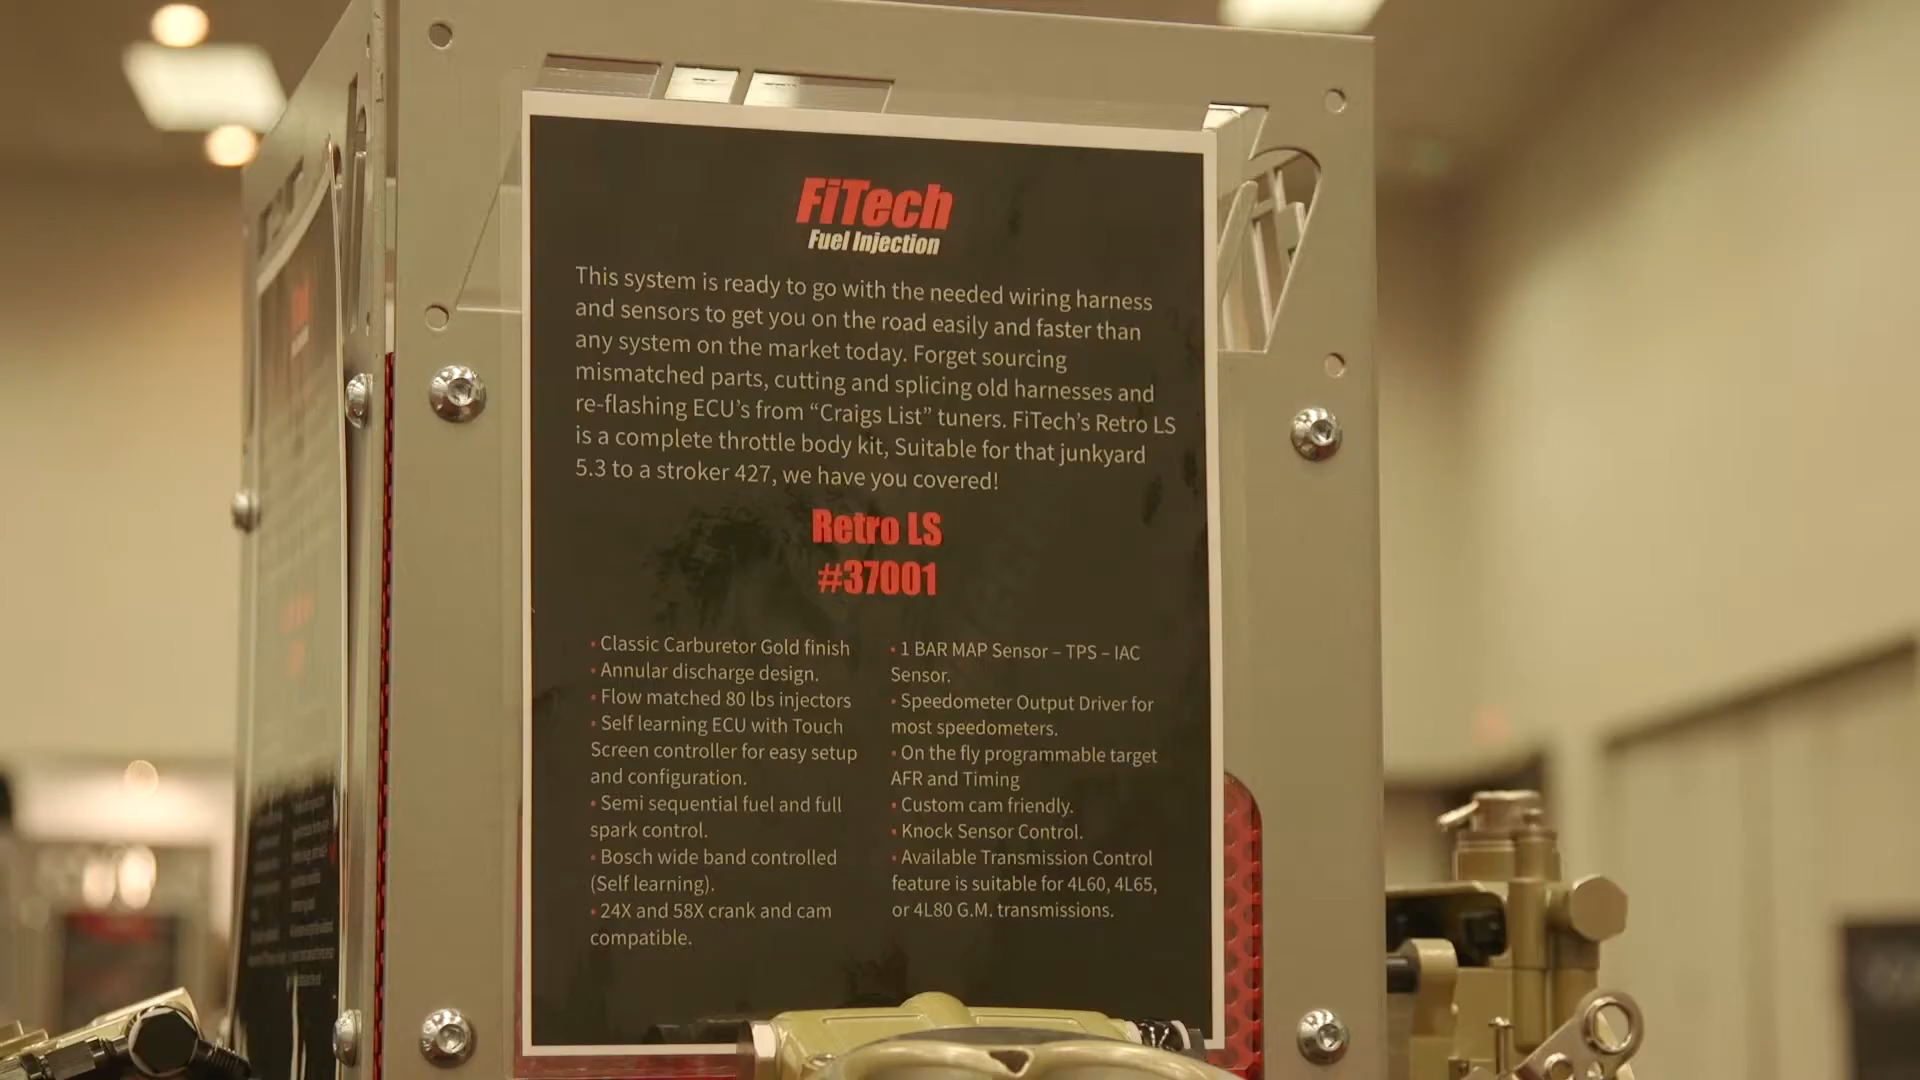 FiTech
Fuel Injection
This system is ready to go with the needed wiring harness
and sensors to get you on the road easily and faster than
any system on the market today. Forget sourcing
mismatched parts, cutting and splicing old harnesses and
re-flashing ECU's from “Craigs List” tuners. FiTech's Retro LS
is a complete throttle body kit, Suitable for that junkyard
5.3 to a stroker 427, we have you covered!
Retro LS
#37001
• Classic Carburetor Gold finish
• Annular discharge design.
• Flow matched 80 lbs injectors
• Self learning ECU with Touch
Screen controller for easy setup
and configuration.
• Semi sequential fuel and full
spark control.
• Bosch wide band controlled
(Self learning).
• 24X and 58X crank and cam
compatible.
• 1 BAR MAP Sensor – TPS – IAC
Sensor.
• Speedometer Output Driver for
most speedometers.
• On the fly programmable target
AFR and Timing
• Custom cam friendly.
• Knock Sensor Control.
• Available Transmission Control
feature is suitable for 4L60, 4L65,
or 4L80 G.M. transmissions.